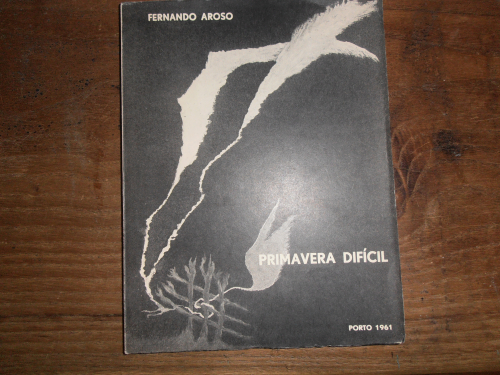 FERNANDO AROSO
PRIMAVERA DIFÍCIL
PORTO 1961